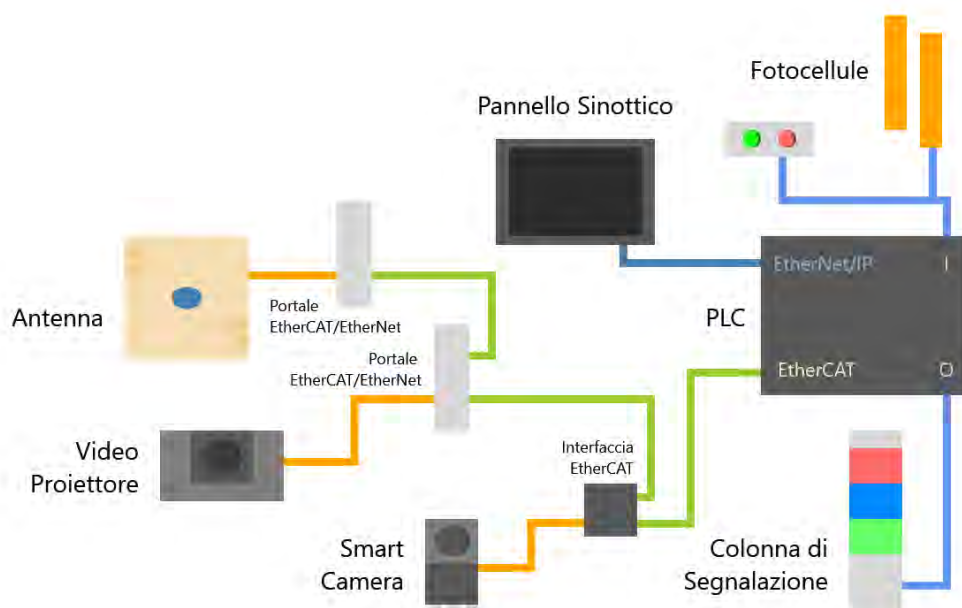 Fotocellule
Pannello Sinottico
EtherNet/IP
I
Antenna
Portale
EtherCAT/EtherNet
PLC
Portale
EtherCAT/EtherNet
EtherCAT
O
Video
Proiettore
Interfaccia
EtherCAT
Smart
Camera
Colonna di
Segnalazione